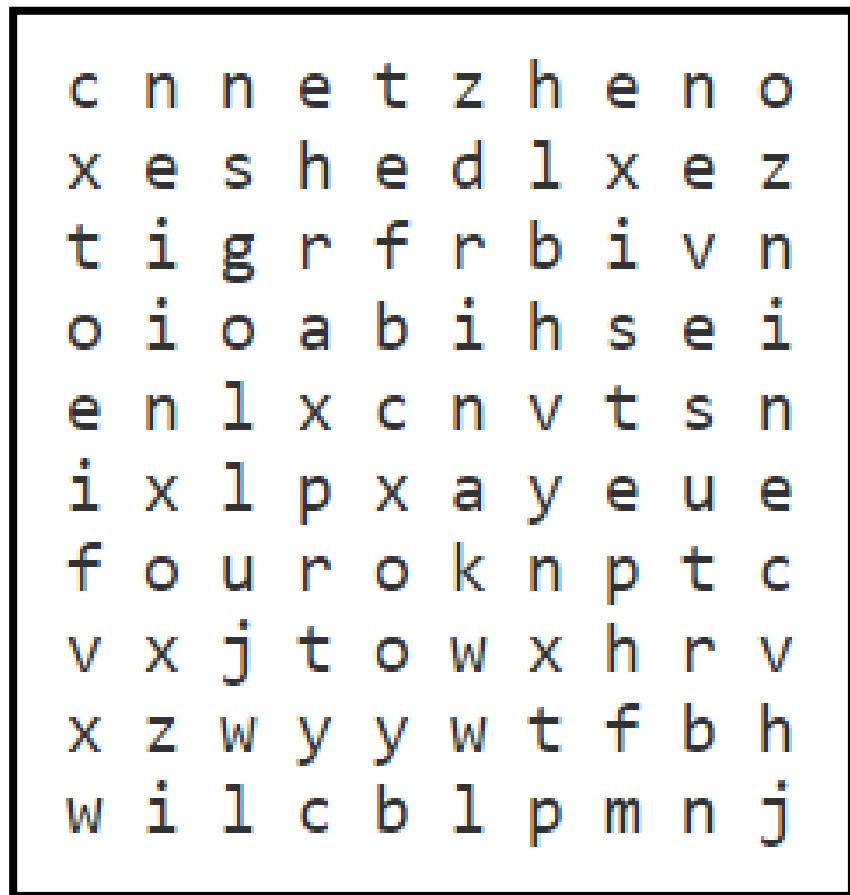 c n n e t z h e n o
x e s h e d l x e z
t i g r f r b i v n
o i o a b i h s e i
e n l x c n v t s n
i x l p x a y e u e
f o u r o k n p t c
v x j t o w x h r v
x z w y y w t f b h
w i l c b l p m n j